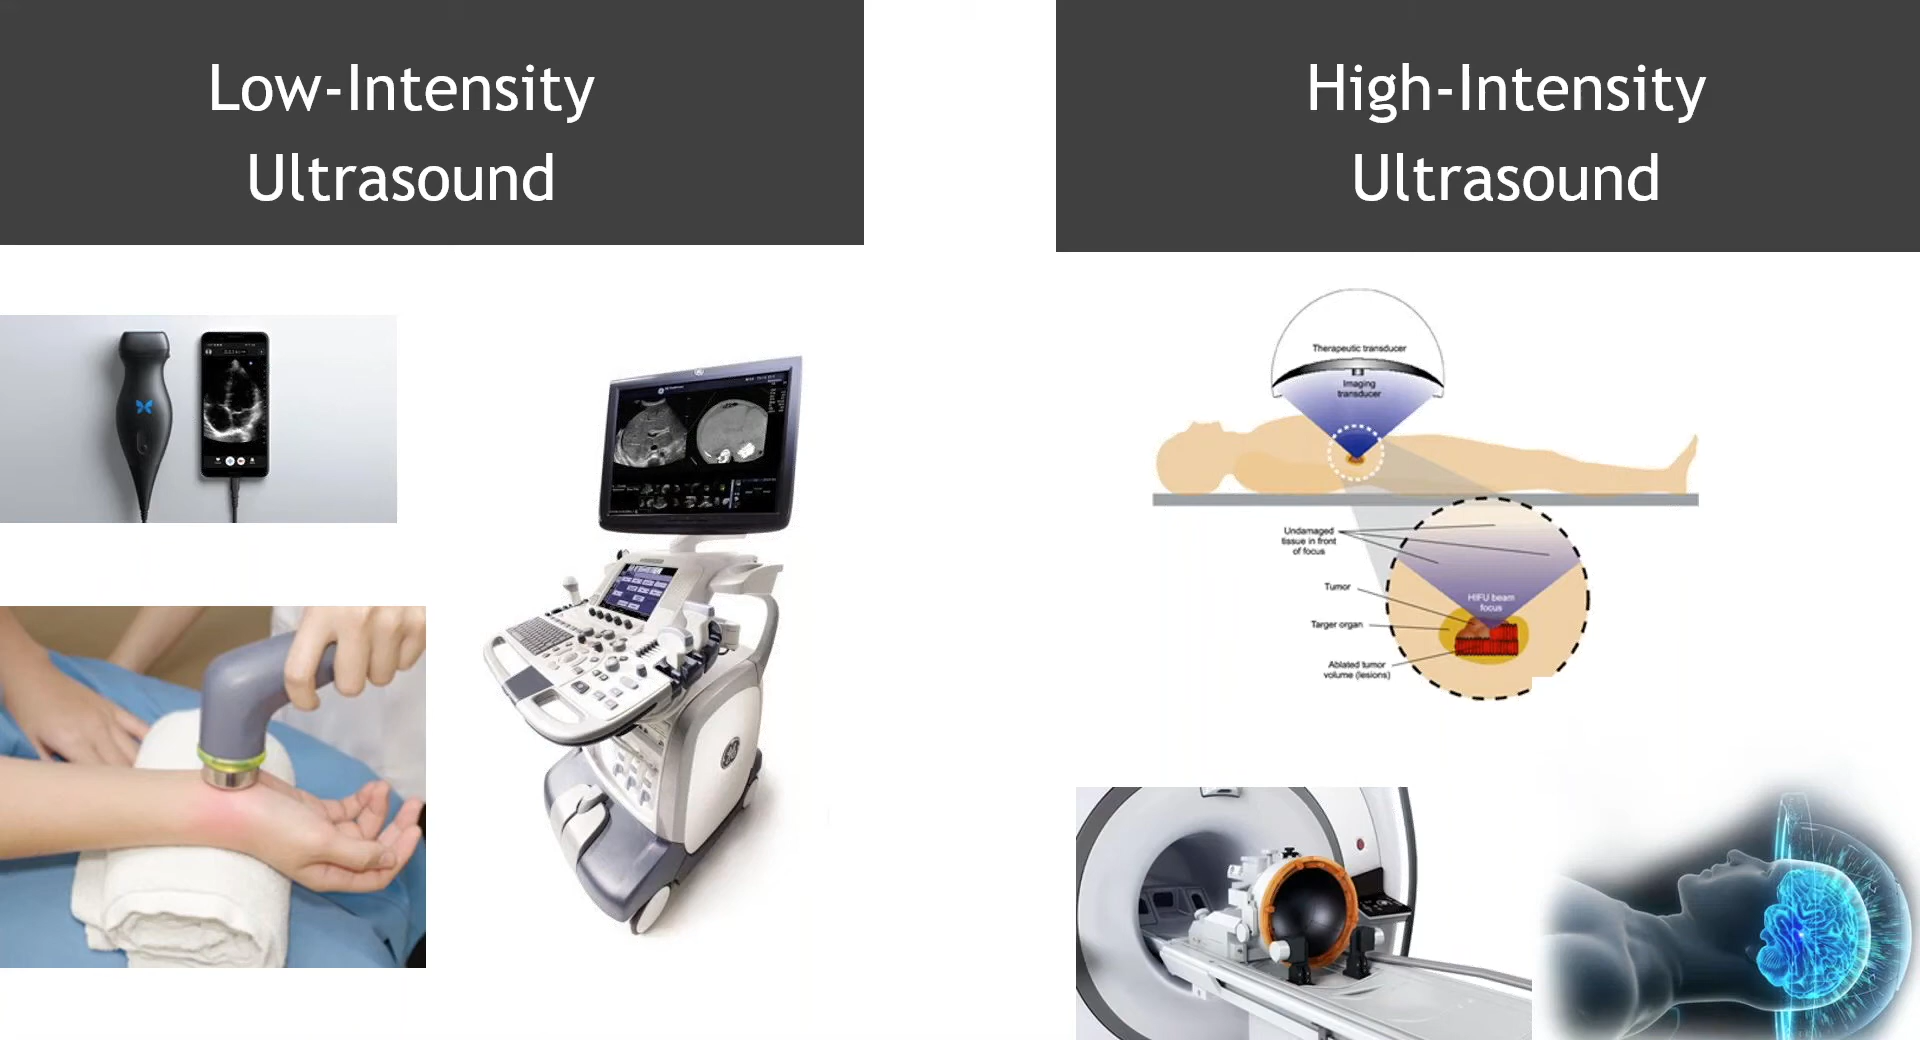 Low-Intensity
Ultrasound
High-Intensity
Ultrasound
Therapeutic transducer
Imaging
transducer
Undamaged
tissue in front
of focus
Tumor
HIFU beam
focus
Targer organ
Ablated tumor
volume (lesions)